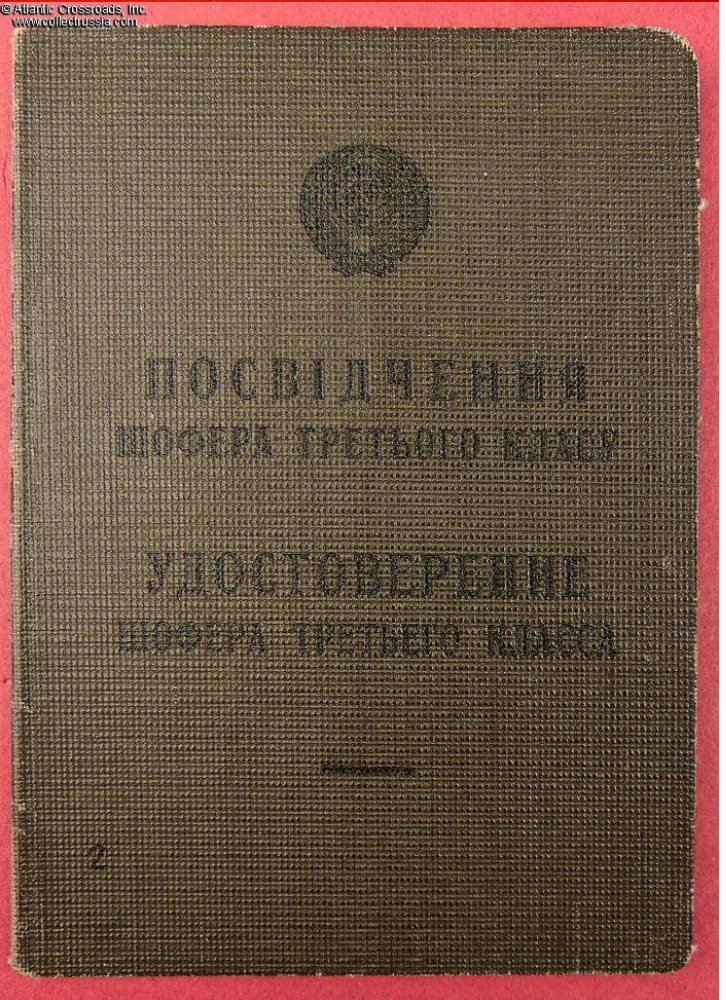 © Atlantic Crossroads, Inc.
www.collectrussia.com
ПОСВІДЧЕННЯ
ШОФЕРА ТРЕТЬОГО КЛАСУ
УДОСТОВЕРЕНИЕ
ШОФЕРА ТРЕТЬЕГО КЛАССА
2